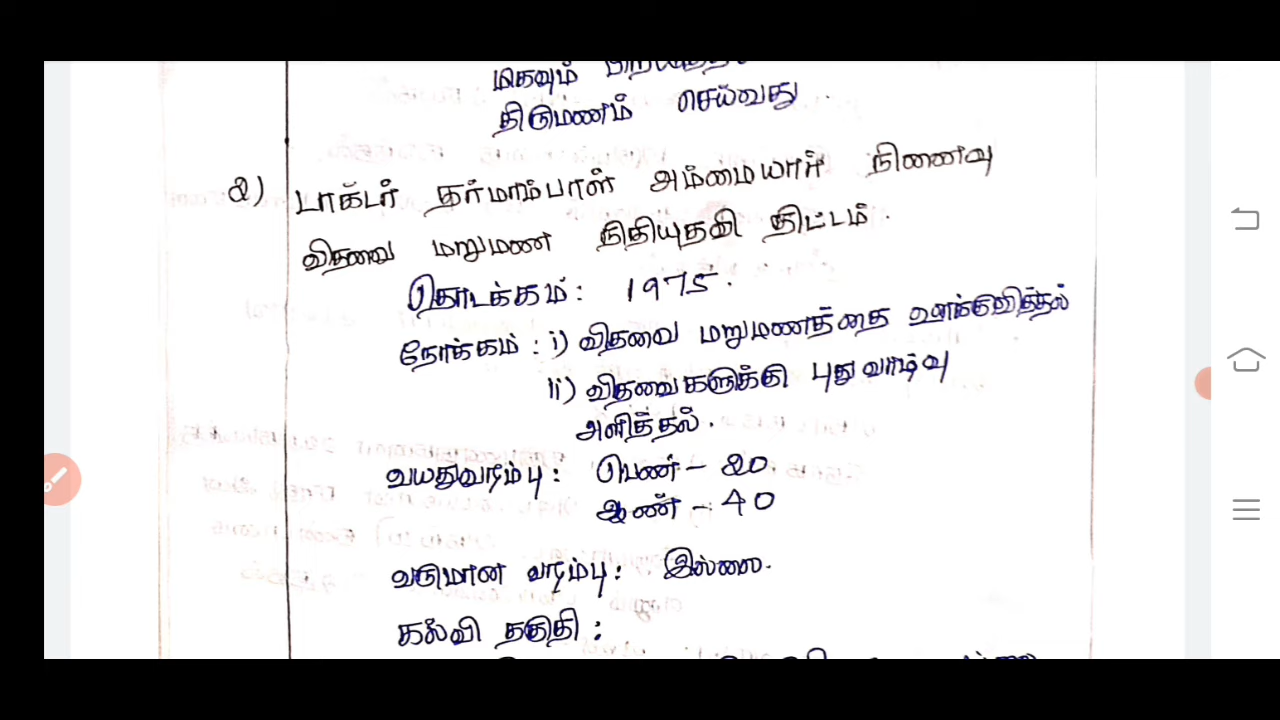 மிகவும்
திருமணம் செய்வது.
2) டாக்டர் தர்மாம்பாள் அம்மையார் நினைவு
விதவை மறுமண நிதியுதவி திட்டம்.
தொடக்கம்: 1975.
நோக்கம்: i) விதவை மறுமணத்தை ஊக்குவித்தல்
ii) விதவைகளுக்கு புதுவாழ்வு
அளித்தல்.
வயதுவரம்பு: பெண் - 20
ஆண் - 40
வருமான வரம்பு: இல்லை.
கல்வி தகுதி: